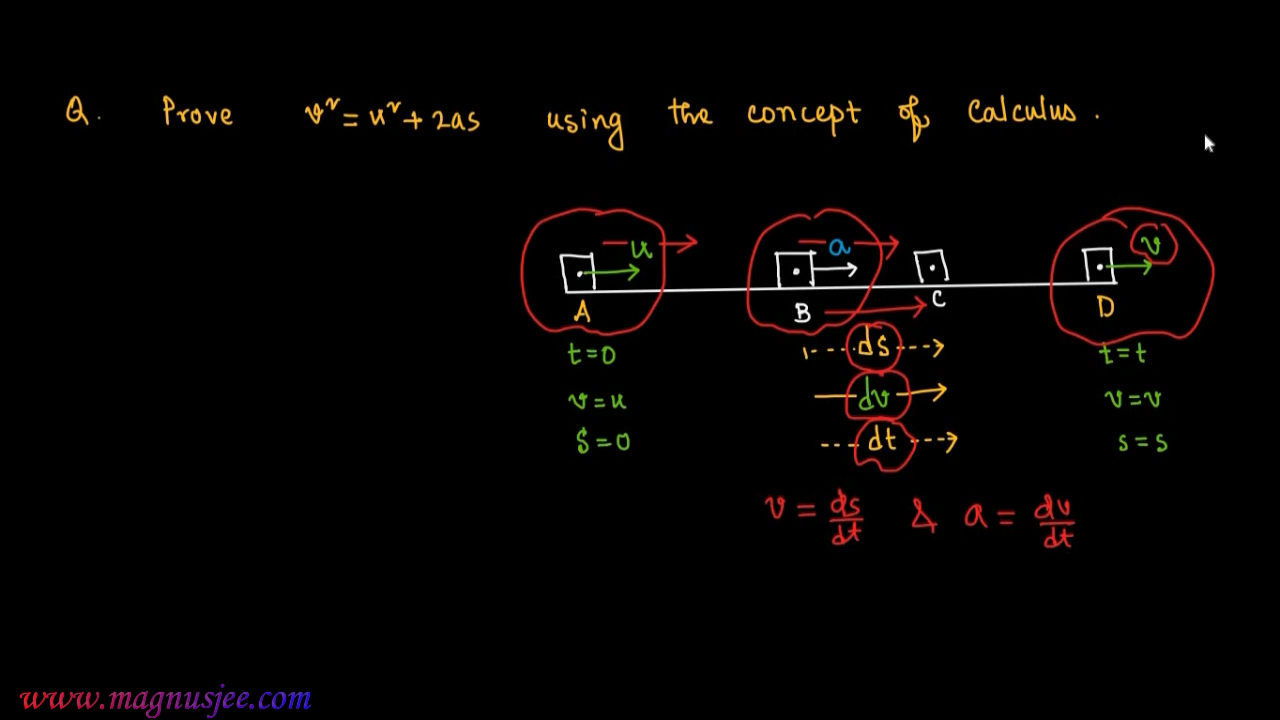 Q. Prove v² = u² + 2as using the concept of Calculus.
u a v
A B C D
t=0 ds t=t
v=u dv v=v
S=0 dt s=s
v = ds/dt & a = dv/dt
www.magnusjee.com